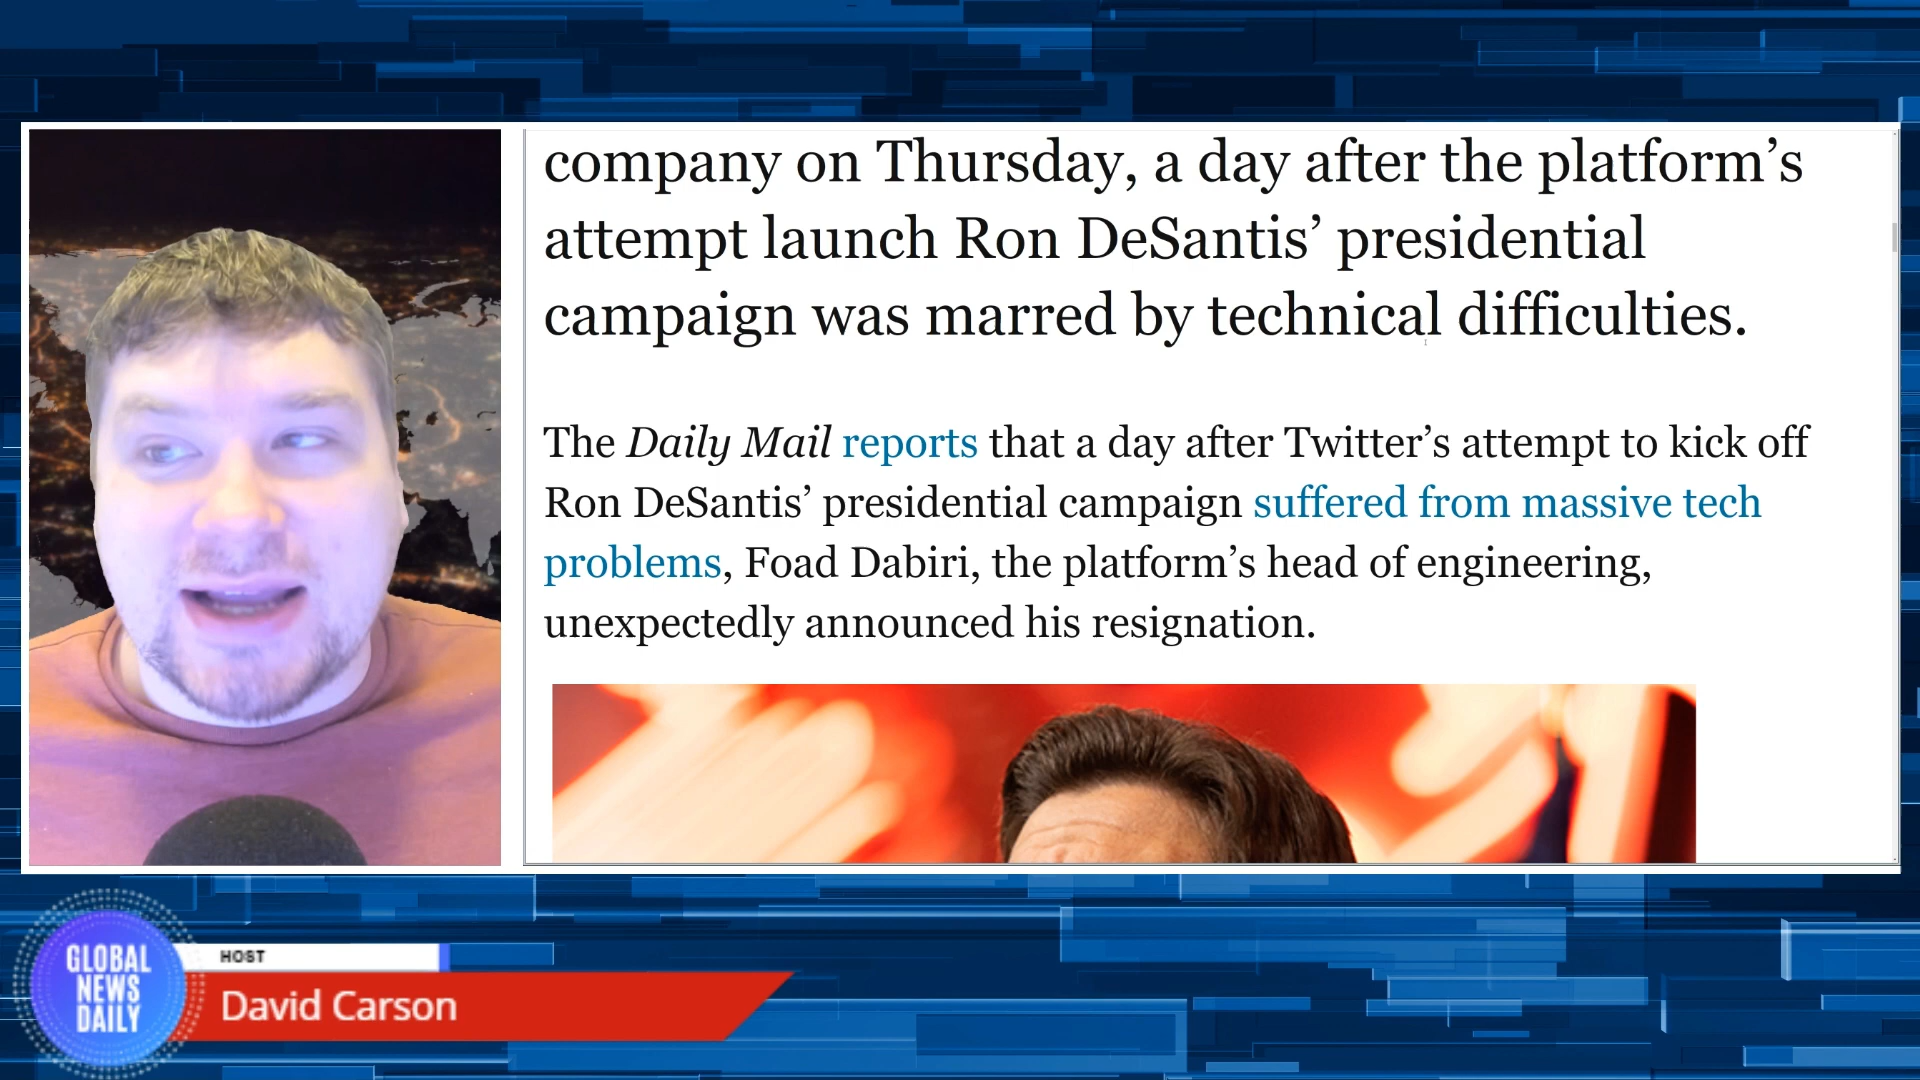 company on Thursday, a day after the platform’s
attempt launch Ron DeSantis’ presidential
campaign was marred by technical difficulties.
The Daily Mail reports that a day after Twitter’s attempt to kick off
Ron DeSantis’ presidential campaign suffered from massive tech
problems, Foad Dabiri, the platform’s head of engineering,
unexpectedly announced his resignation.
GLOBAL
NEWS
DAILY
HOST
David Carson